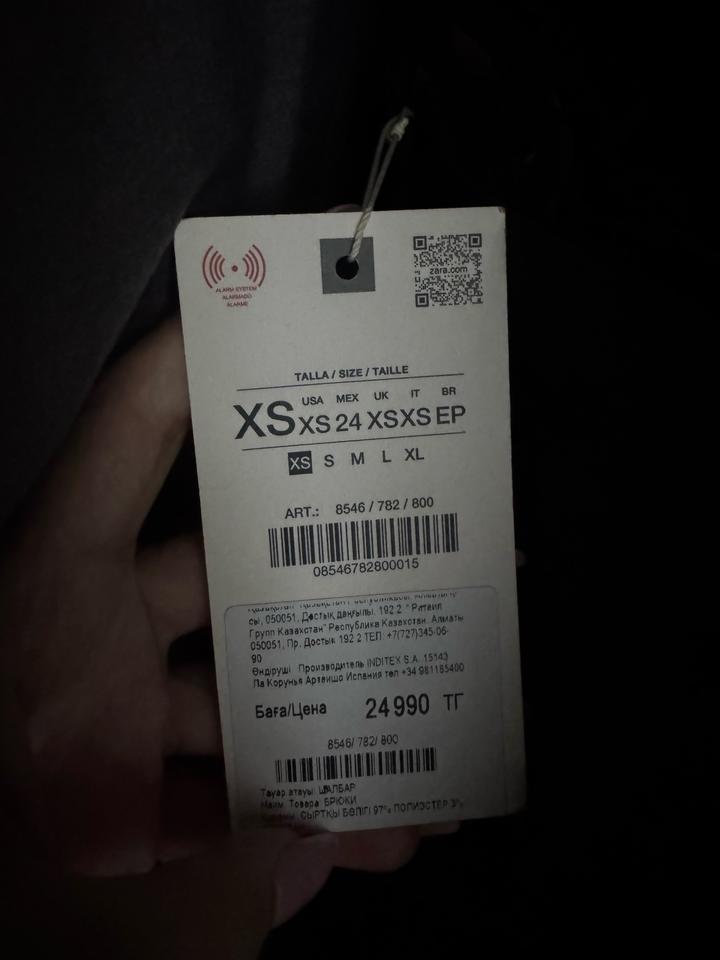 ALARM SYSTEM
ALARMADO
ALARME
zara.com
TALLA / SIZE / TAILLE
USA MEX UK IT BR
XS XS 24 XS XS EP
XS S M L XL
ART.: 8546 / 782 / 800
08546782800015
сы, 050051, Достық даңғылы, 192 2 " Ритейл
Групп Казахстан" Республика Казахстан. Алматы
050051, Пр. Достык 192 2 ТЕЛ. +7(727)345-06-
90
Өндіруші Производитель INDITEX S.A. 15143
Ла Корунья Артеишо Испания тел +34 981185400
Баға/Цена 24990 ТГ
8546/ 782/ 800
Тауар атауы: ШАЛБАР
Наим. Товара: БРЮКИ
СЫРТҚЫ БӨЛІГІ 97% ПОЛИЭСТЕР 3%